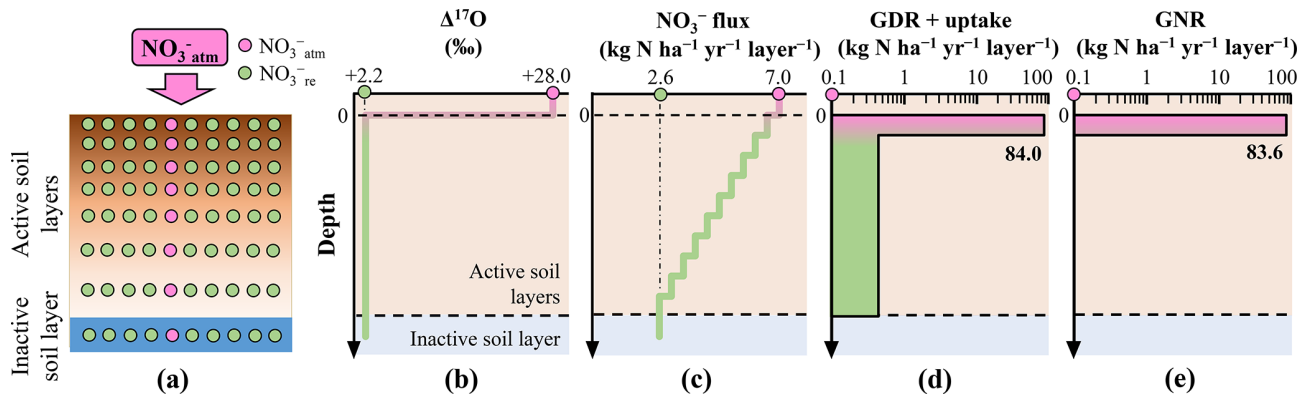 NO₃⁻atm
NO₃⁻atm
NO₃⁻re
Active soil
layers
Inactive
soil layer
(a)
Δ¹⁷O
(‰)
+2.2
+28.0
0
Depth
Active soil
layers
Inactive soil layer
(b)
NO₃⁻ flux
(kg N ha⁻¹ yr⁻¹ layer⁻¹)
2.6
7.0
0
(c)
GDR + uptake
(kg N ha⁻¹ yr⁻¹ layer⁻¹)
0.1
1
10
100
0
84.0
(d)
GNR
(kg N ha⁻¹ yr⁻¹ layer⁻¹)
0.1
1
10
100
0
83.6
(e)